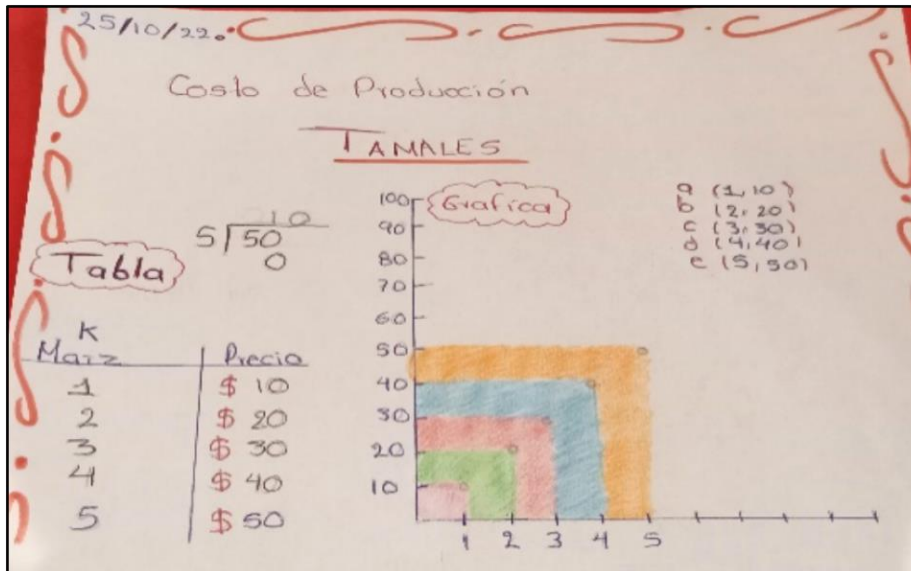 25/10/22.
Costo de Producción
TAMALES
Tabla
10
5 50
0
K
Maíz Precio
1 $ 10
2 $ 20
3 $ 30
4 $ 40
5 $ 50
Grafica
100
90
80
70
60
50
40
30
20
10
1 2 3 4 5
a (1,10)
b (2,20)
c (3,30)
d (4,40)
e (5,50)